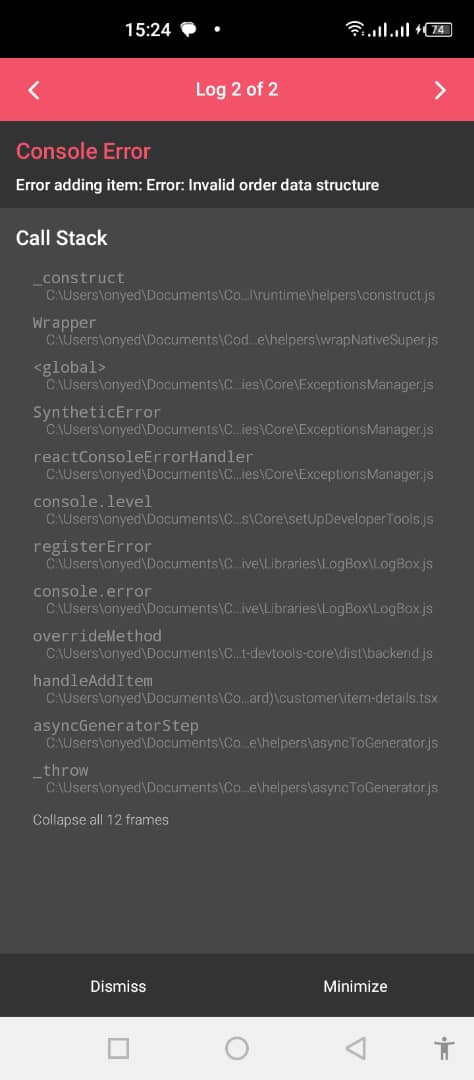 15:24
74
Log 2 of 2
Console Error
Error adding item: Error: Invalid order data structure
Call Stack
_construct
C:\Users\onyed\Documents\Co…l\runtime\helpers\construct.js
Wrapper
C:\Users\onyed\Documents\Cod…e\helpers\wrapNativeSuper.js
<global>
C:\Users\onyed\Documents\C…ies\Core\ExceptionsManager.js
SyntheticError
C:\Users\onyed\Documents\C…ies\Core\ExceptionsManager.js
reactConsoleErrorHandler
C:\Users\onyed\Documents\C…ies\Core\ExceptionsManager.js
console.level
C:\Users\onyed\Documents\C…s\Core\setUpDeveloperTools.js
registerError
C:\Users\onyed\Documents\C…ive\Libraries\LogBox\LogBox.js
console.error
C:\Users\onyed\Documents\C…ive\Libraries\LogBox\LogBox.js
overrideMethod
C:\Users\onyed\Documents\C…t-devtools-core\dist\backend.js
handleAddItem
C:\Users\onyed\Documents\Co…ard)\customer\item-details.tsx
asyncGeneratorStep
C:\Users\onyed\Documents\Co…e\helpers\asyncToGenerator.js
_throw
C:\Users\onyed\Documents\Co…e\helpers\asyncToGenerator.js
Collapse all 12 frames
Dismiss
Minimize